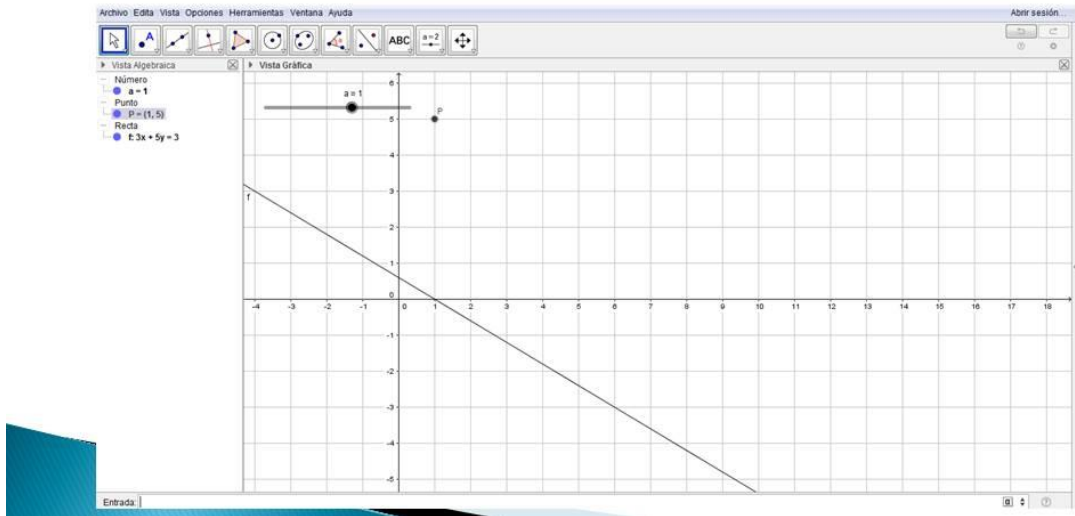 Archivo Edita Vista Opciones Herramientas Ventana Ayuda
Abrir sesión...
A
ABC
a=2
Vista Algebraica
Vista Gráfica
Número
a = 1
Punto
P = (1, 5)
Recta
f: 3x + 5y = 3
a = 1
P
f
6
5
4
3
2
1
0
-1
-2
-3
-4
-5
-4 -3 -2 -1 0 1 2 3 4 5 6 7 8 9 10 11 12 13 14 15 16 17 18
Entrada:
α